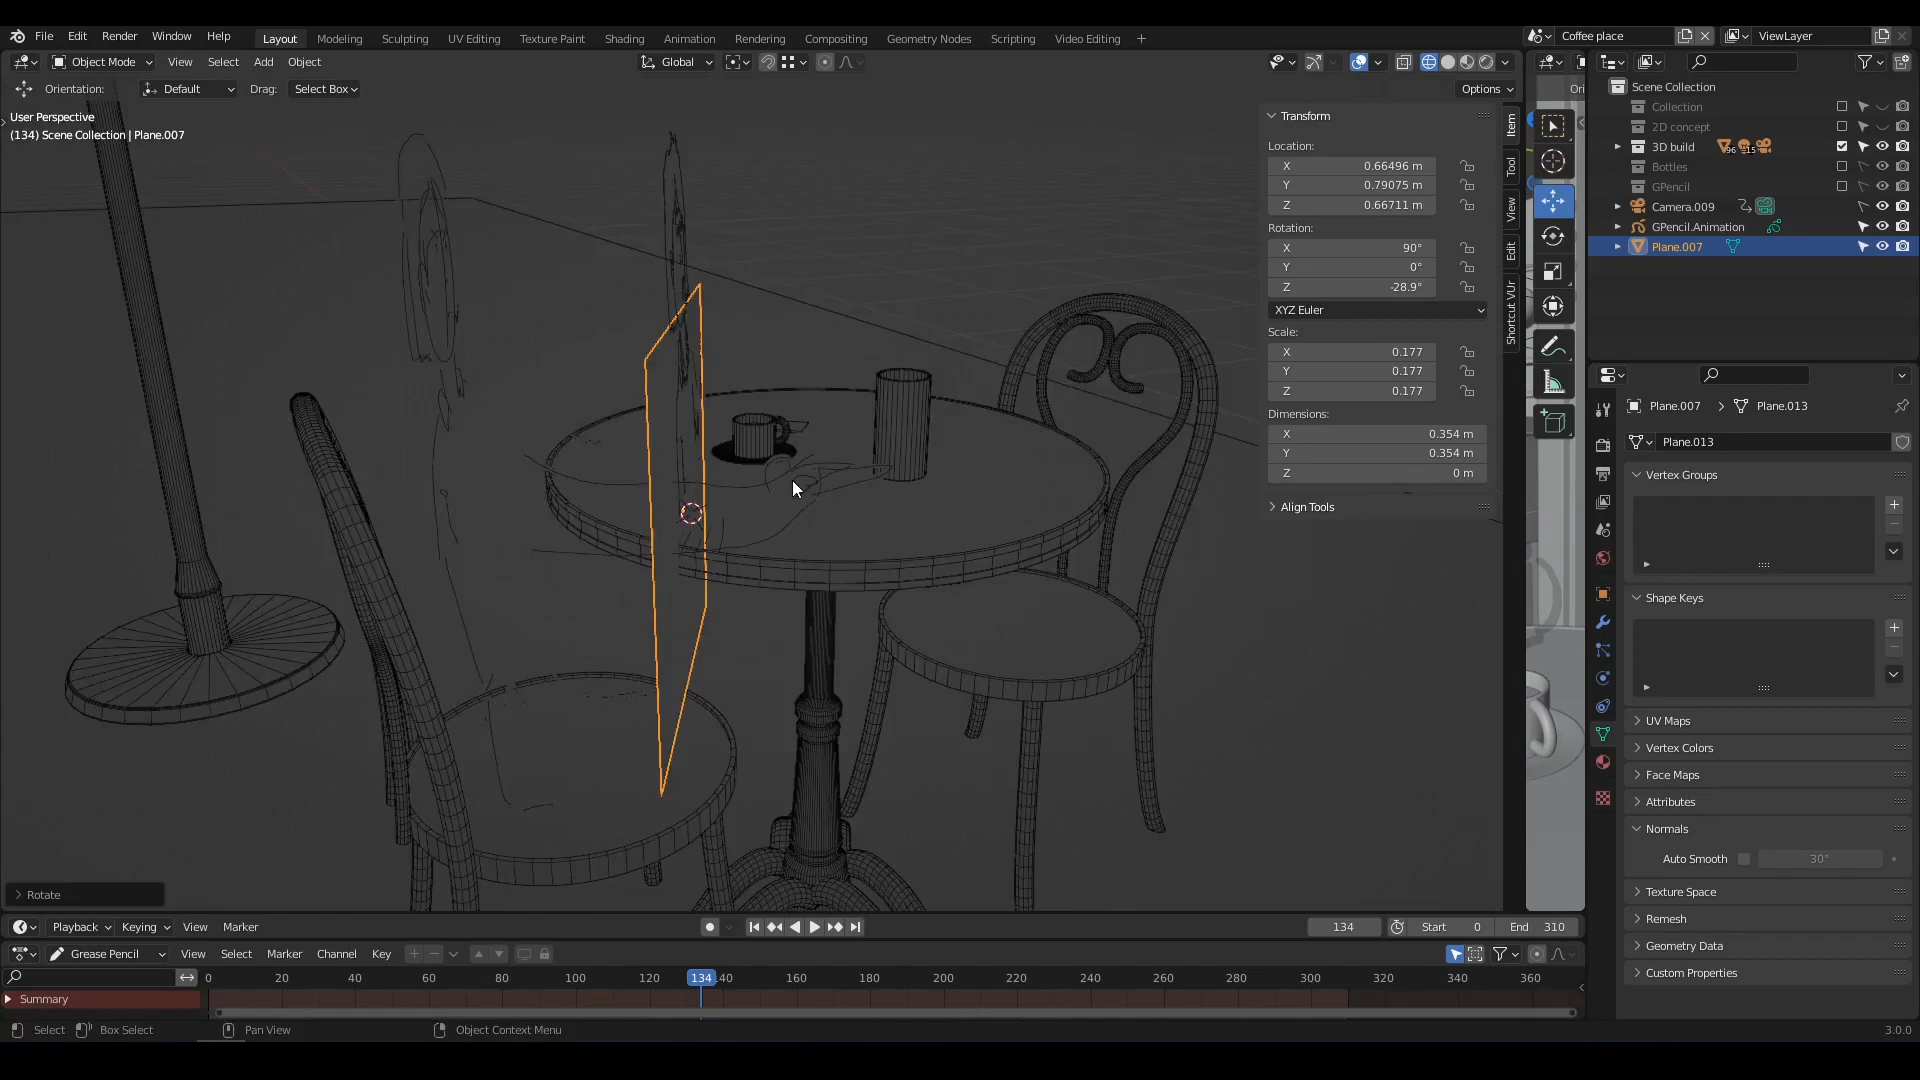 File Edit Render Window Help Layout Modeling Sculpting UV Editing Texture Paint Shading Animation Rendering Compositing Geometry Nodes Scripting Video Editing + Coffee place ViewLayer
Object Mode View Select Add Object Global
Orientation: Default Drag: Select Box Options Ori
User Perspective
(134) Scene Collection | Plane.007
Transform
Location:
X 0.66496 m
Y 0.79075 m
Z 0.66711 m
Rotation:
X 90°
Y 0°
Z -28.9°
XYZ Euler
Scale:
X 0.177
Y 0.177
Z 0.177
Dimensions:
X 0.354 m
Y 0.354 m
Z 0 m
Align Tools
Item
Tool
View
Edit
Shortcut VUr
Scene Collection
Collection
2D concept
3D build 96 15
Bottles
GPencil
Camera.009
GPencil.Animation
Plane.007
Plane.007 > Plane.013
Plane.013
Vertex Groups
Shape Keys
UV Maps
Vertex Colors
Face Maps
Attributes
Normals
Auto Smooth 30°
Texture Space
Remesh
Geometry Data
Custom Properties
Rotate
Playback Keying View Marker 134 Start 0 End 310
Grease Pencil View Select Marker Channel Key
0 20 40 60 80 100 120 134 140 160 180 200 220 240 260 280 300 320 340 360
Summary
Select Box Select Pan View Object Context Menu 3.0.0